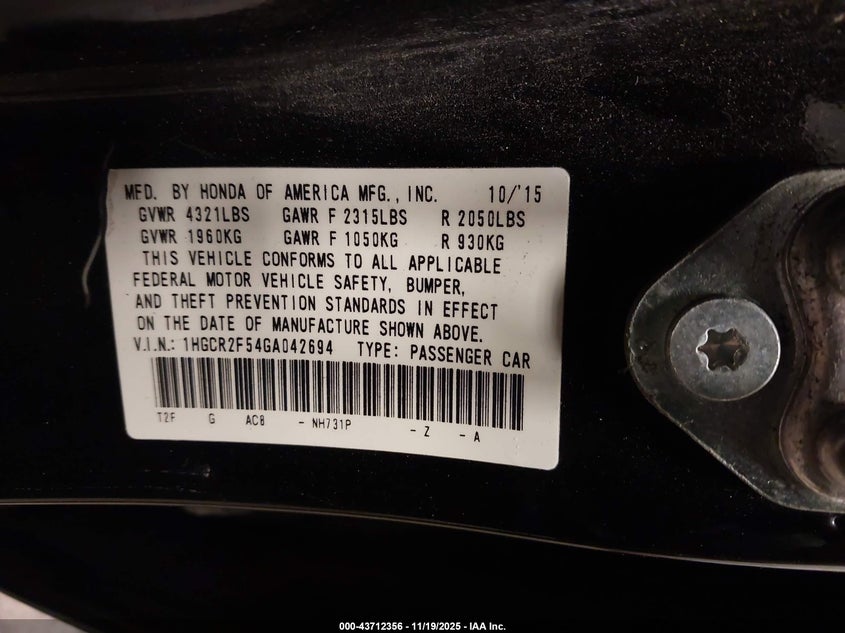 MFD. BY HONDA OF AMERICA MFG., INC. 10/'15
GVWR 4321LBS GAWR F 2315LBS R 2050LBS
GVWR 1960KG GAWR F 1050KG R 930KG
THIS VEHICLE CONFORMS TO ALL APPLICABLE
FEDERAL MOTOR VEHICLE SAFETY, BUMPER,
AND THEFT PREVENTION STANDARDS IN EFFECT
ON THE DATE OF MANUFACTURE SHOWN ABOVE.
V.I.N.: 1HGCR2F54GA042694 TYPE: PASSENGER CAR
T2F G AC8 - NH731P - Z - A
000-43712356 - 11/19/2025 - IAA Inc.